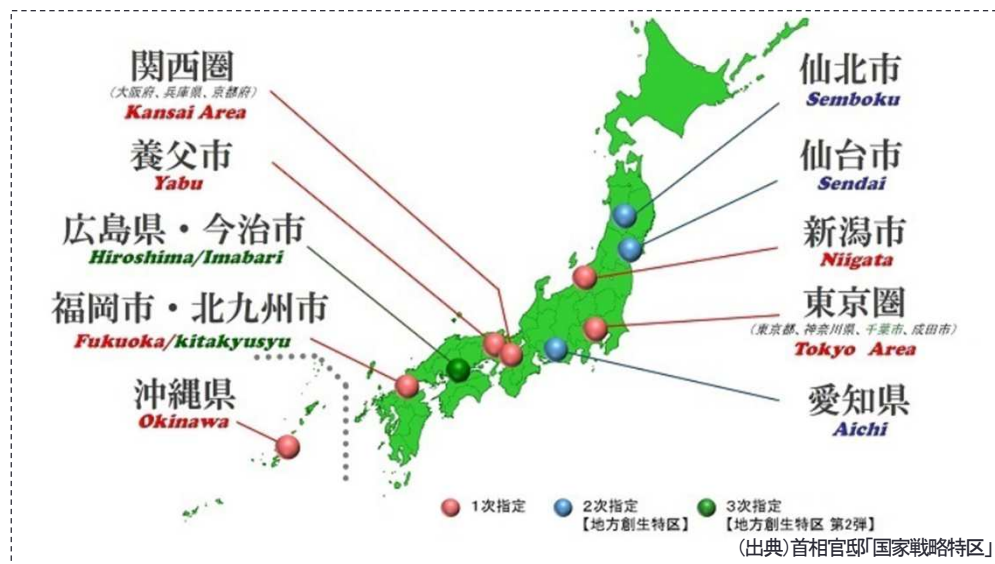 関西圏
(大阪府、兵庫県、京都府)
Kansai Area
養父市
Yabu
広島県・今治市
Hiroshima/Imabari
福岡市・北九州市
Fukuoka/kitakyusyu
沖縄県
Okinawa
仙北市
Semboku
仙台市
Sendai
新潟市
Niigata
東京圏
(東京都、神奈川県、千葉市、成田市)
Tokyo Area
愛知県
Aichi
1次指定
2次指定
【地方創生特区】
3次指定
【地方創生特区 第2弾】
(出典)首相官邸「国家戦略特区」